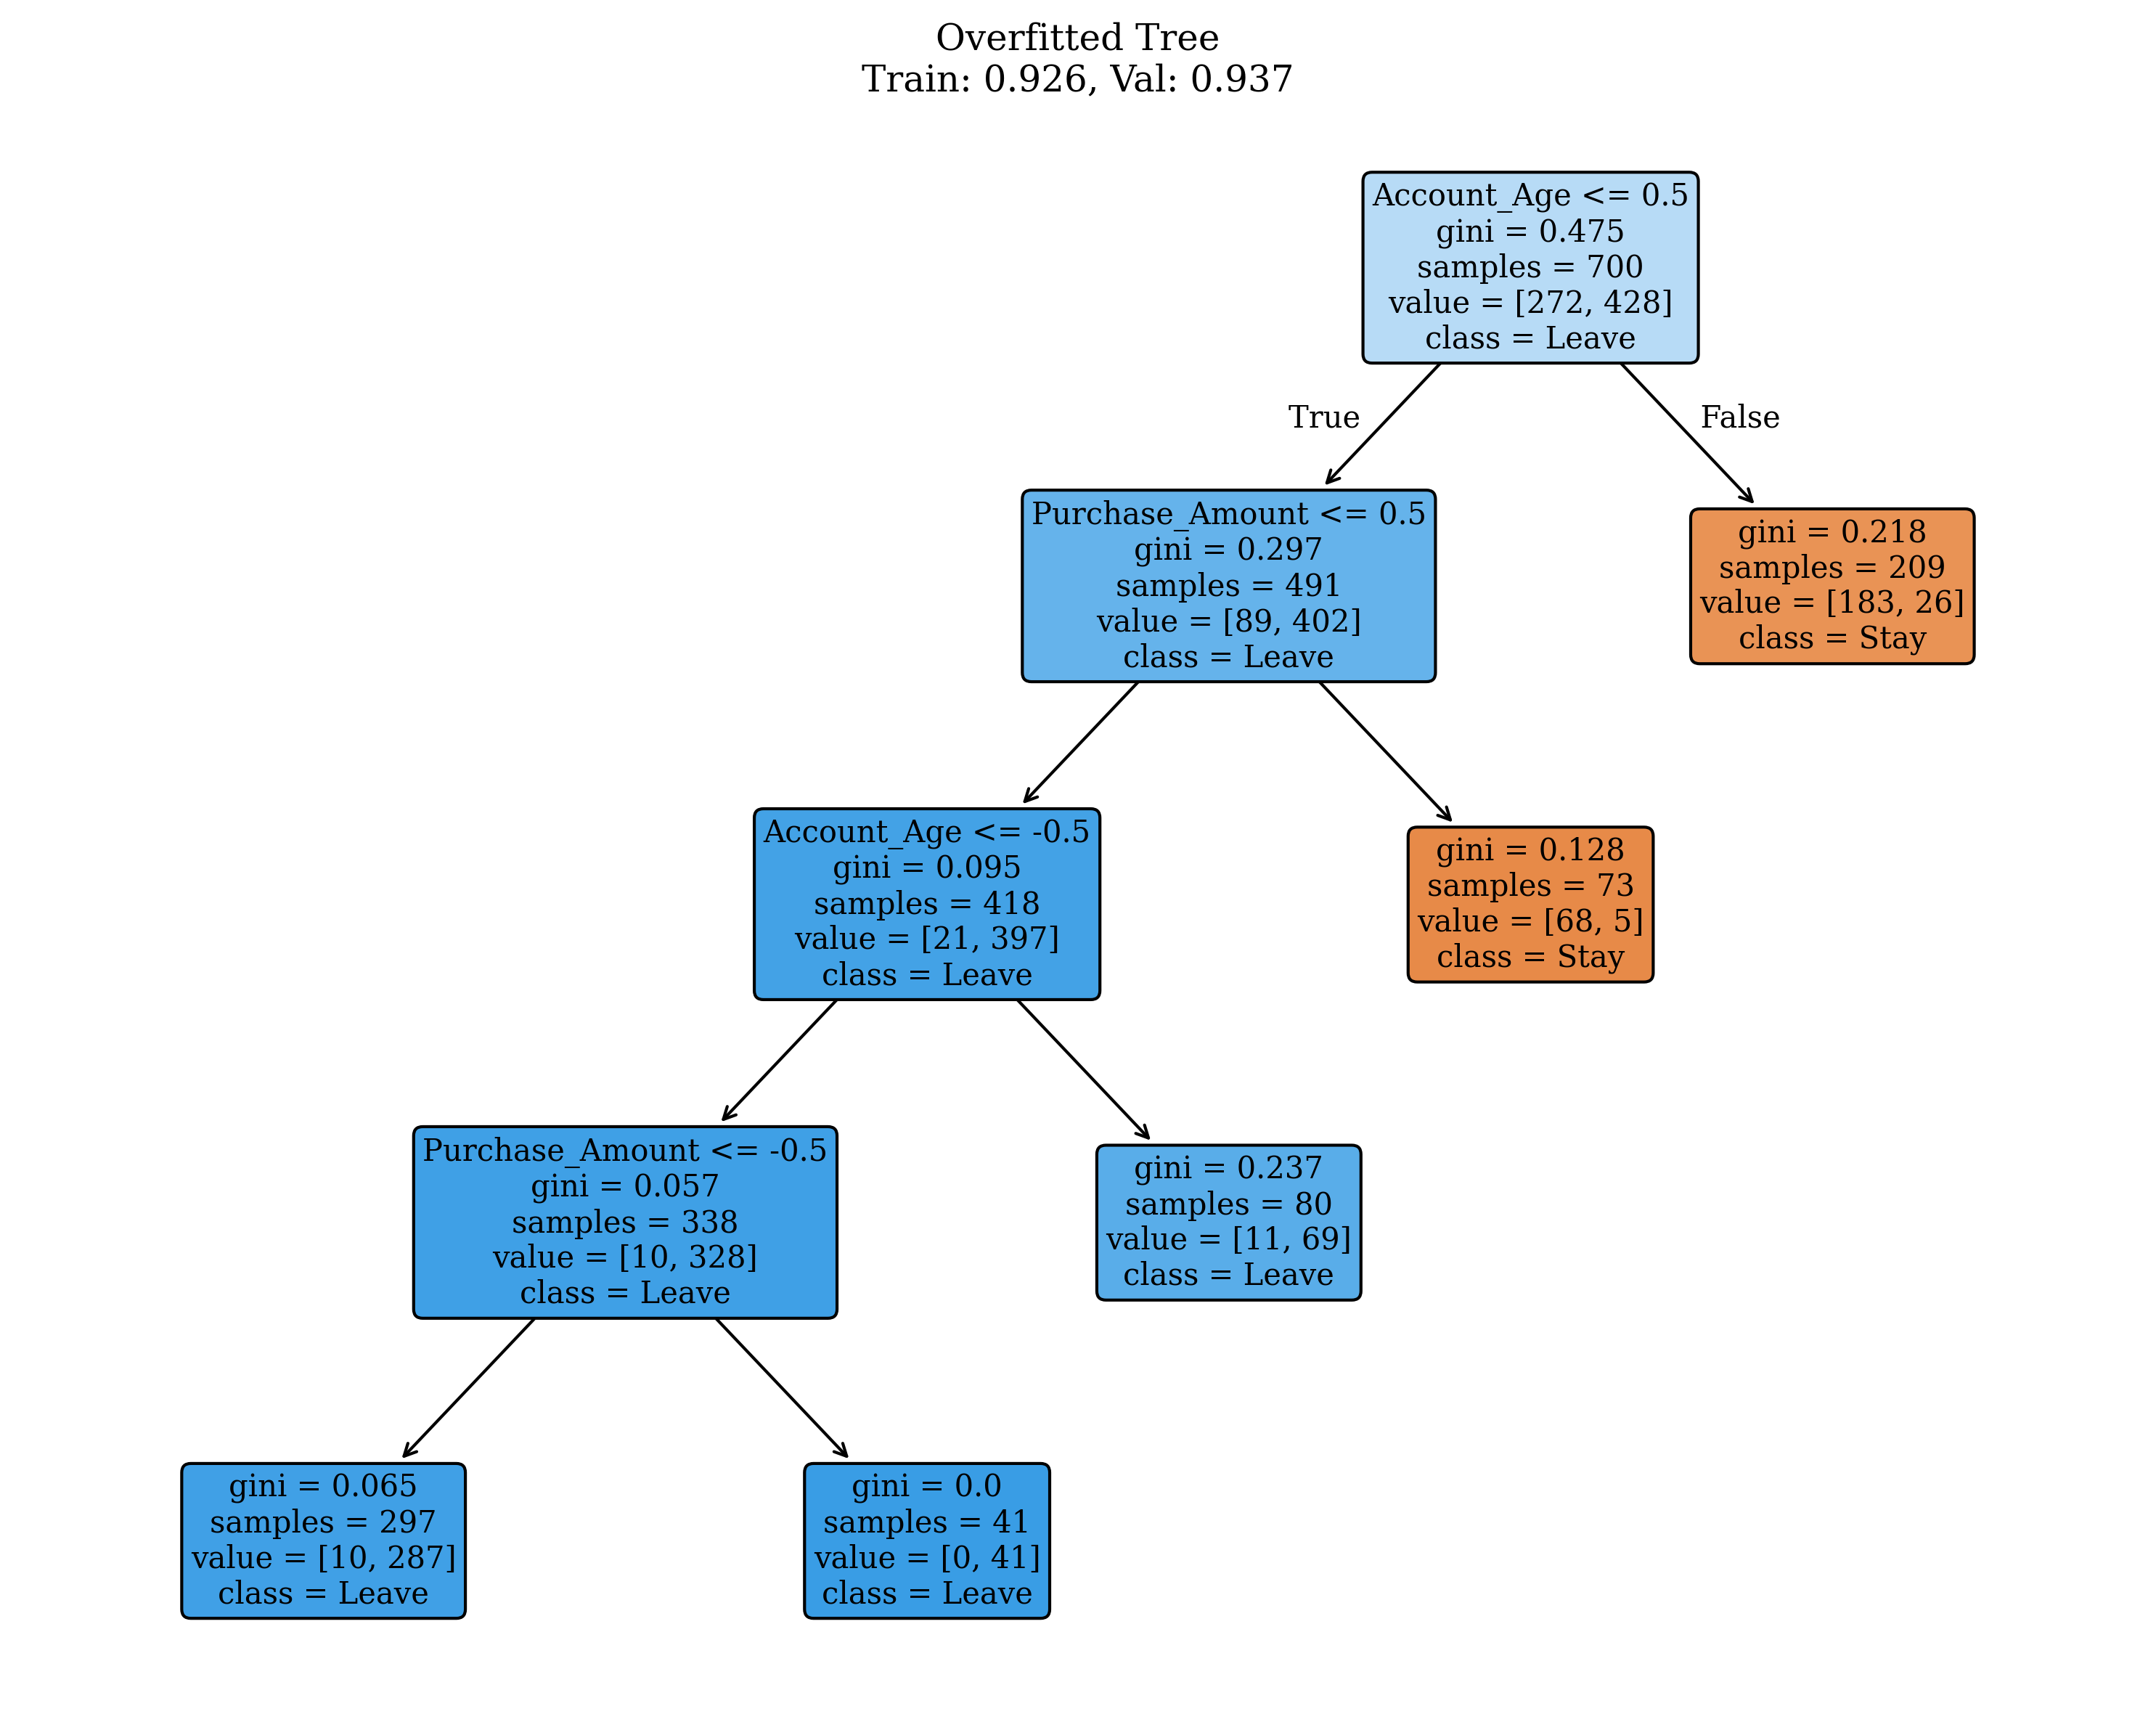 Overfitted Tree
Train: 0.926, Val: 0.937
Account_Age <= 0.5
gini = 0.475
samples = 700
value = [272, 428]
class = Leave
True
False
Purchase_Amount <= 0.5
gini = 0.297
samples = 491
value = [89, 402]
class = Leave
gini = 0.218
samples = 209
value = [183, 26]
class = Stay
Account_Age <= -0.5
gini = 0.095
samples = 418
value = [21, 397]
class = Leave
gini = 0.128
samples = 73
value = [68, 5]
class = Stay
Purchase_Amount <= -0.5
gini = 0.057
samples = 338
value = [10, 328]
class = Leave
gini = 0.237
samples = 80
value = [11, 69]
class = Leave
gini = 0.065
samples = 297
value = [10, 287]
class = Leave
gini = 0.0
samples = 41
value = [0, 41]
class = Leave